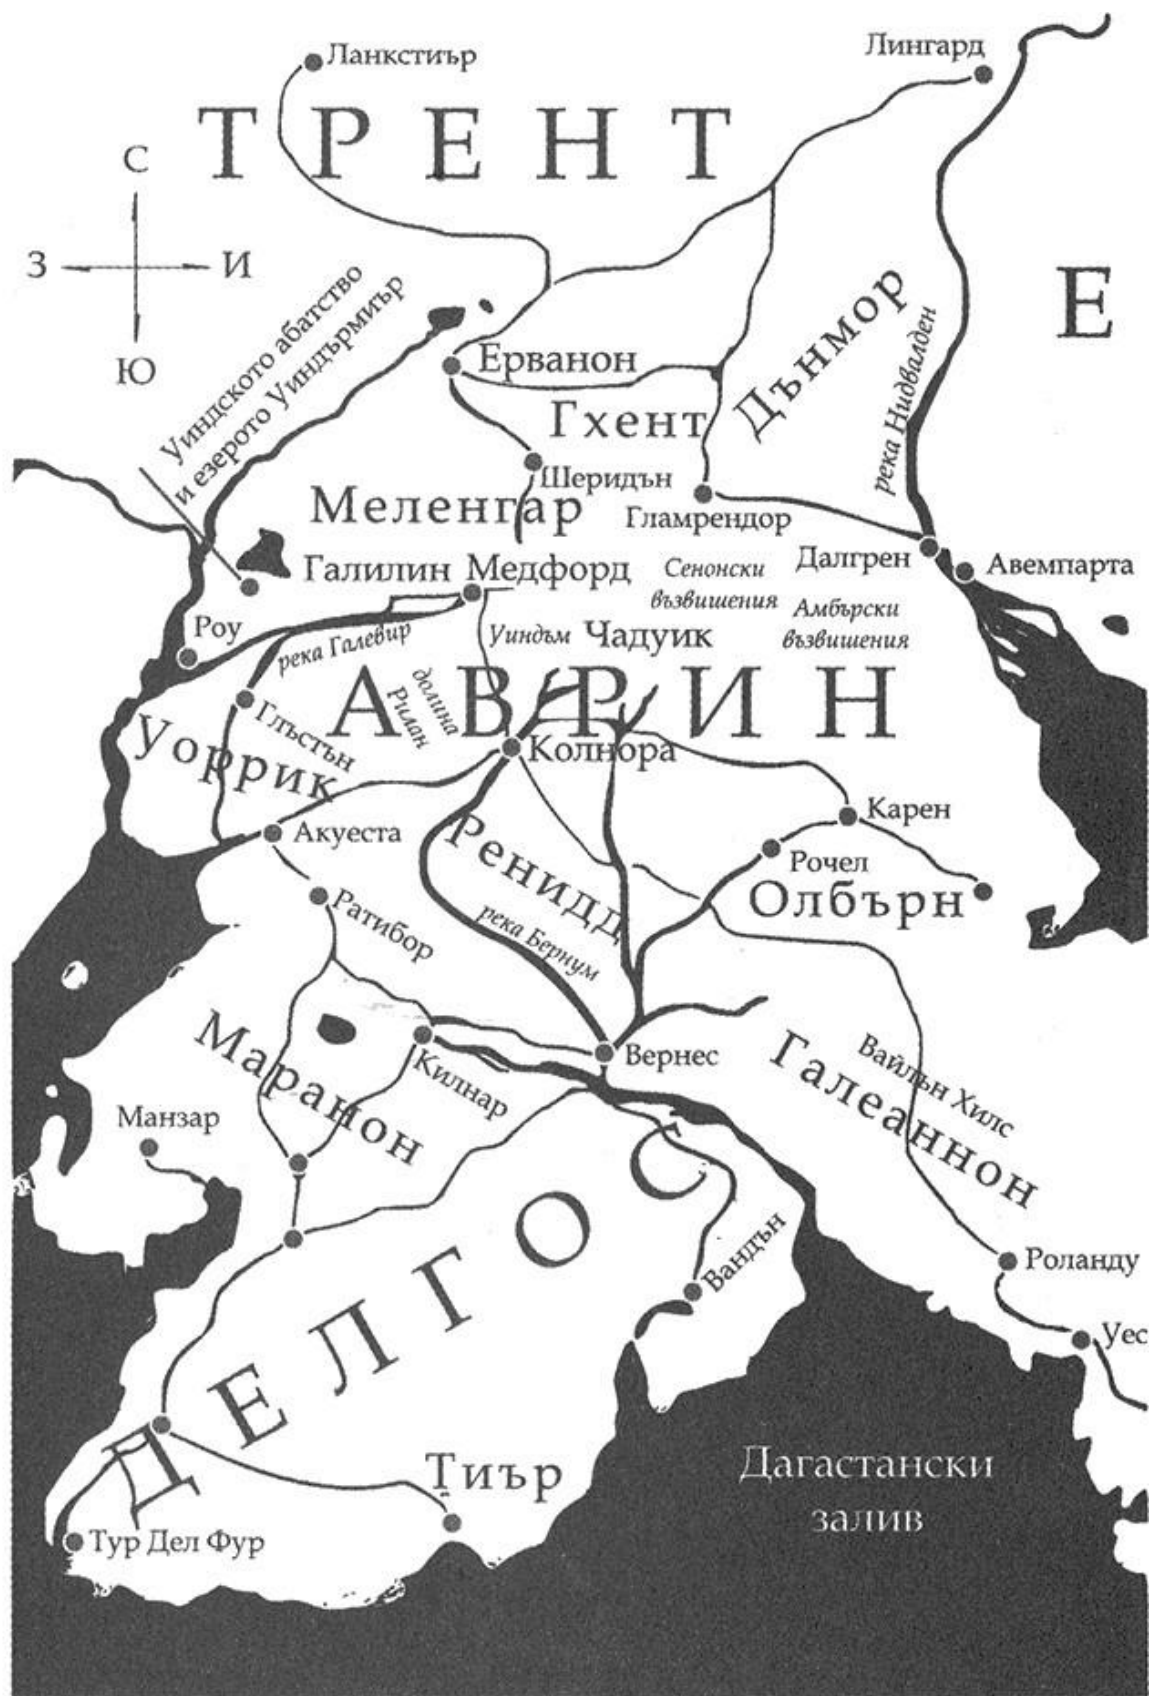 Ланкстиър
Лингард
ТРЕНТ
С
З
И
Ю
Е
Уиндското абатство
и езерото Уиндърмиър
Ерванон
Дънмор
река Нидвалден
Гхент
Шеридън
Меленгар
Гламрендор
Галилин
Медфорд
Сенонски
възвишения
Далгрен
Авемпарта
Амбърски
възвишения
Роу
река Галевир
Уиндъм
Чадуик
АВРИН
долина
Рилан
Глъстън
Уоррик
Колнора
Акуеста
Ренидд
Карен
Рочел
Олбърн
Ратибор
река Бернум
Маранон
Килнар
Вернес
Вайлън Хилс
Галеаннон
Манзар
ДЕЛГОС
Вандън
Роланду
Уес
Тиър
Дагастански
залив
Тур Дел Фур